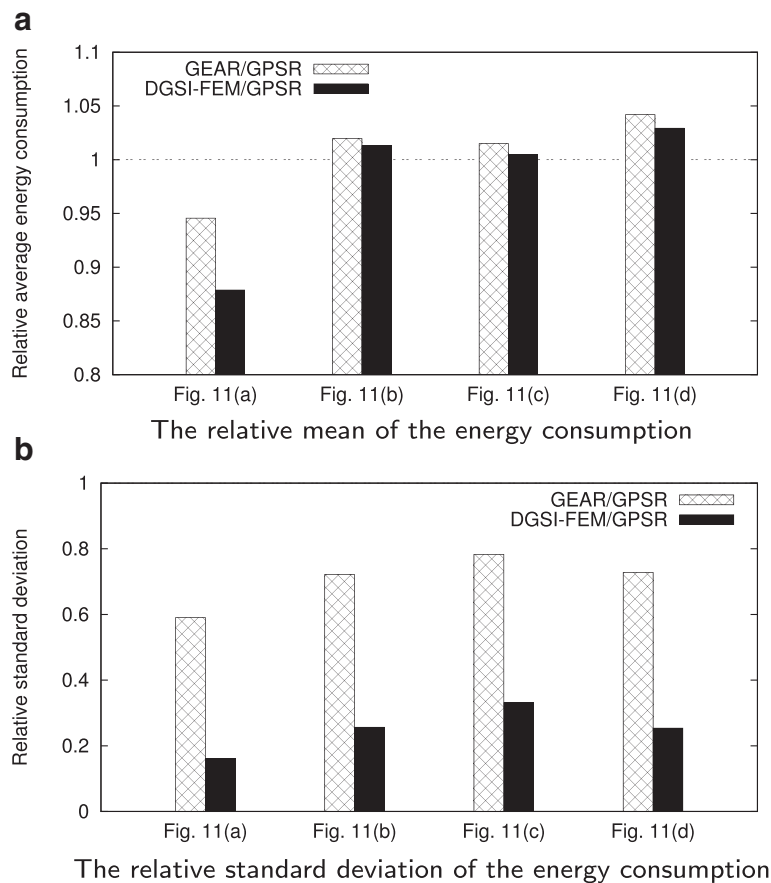 a
Relative average energy consumption
1.1
1.05
1
0.95
0.9
0.85
0.8
GEAR/GPSR
DGSI-FEM/GPSR
Fig. 11(a)
Fig. 11(b)
Fig. 11(c)
Fig. 11(d)
The relative mean of the energy consumption
b
Relative standard deviation
1
0.8
0.6
0.4
0.2
0
GEAR/GPSR
DGSI-FEM/GPSR
Fig. 11(a)
Fig. 11(b)
Fig. 11(c)
Fig. 11(d)
The relative standard deviation of the energy consumption